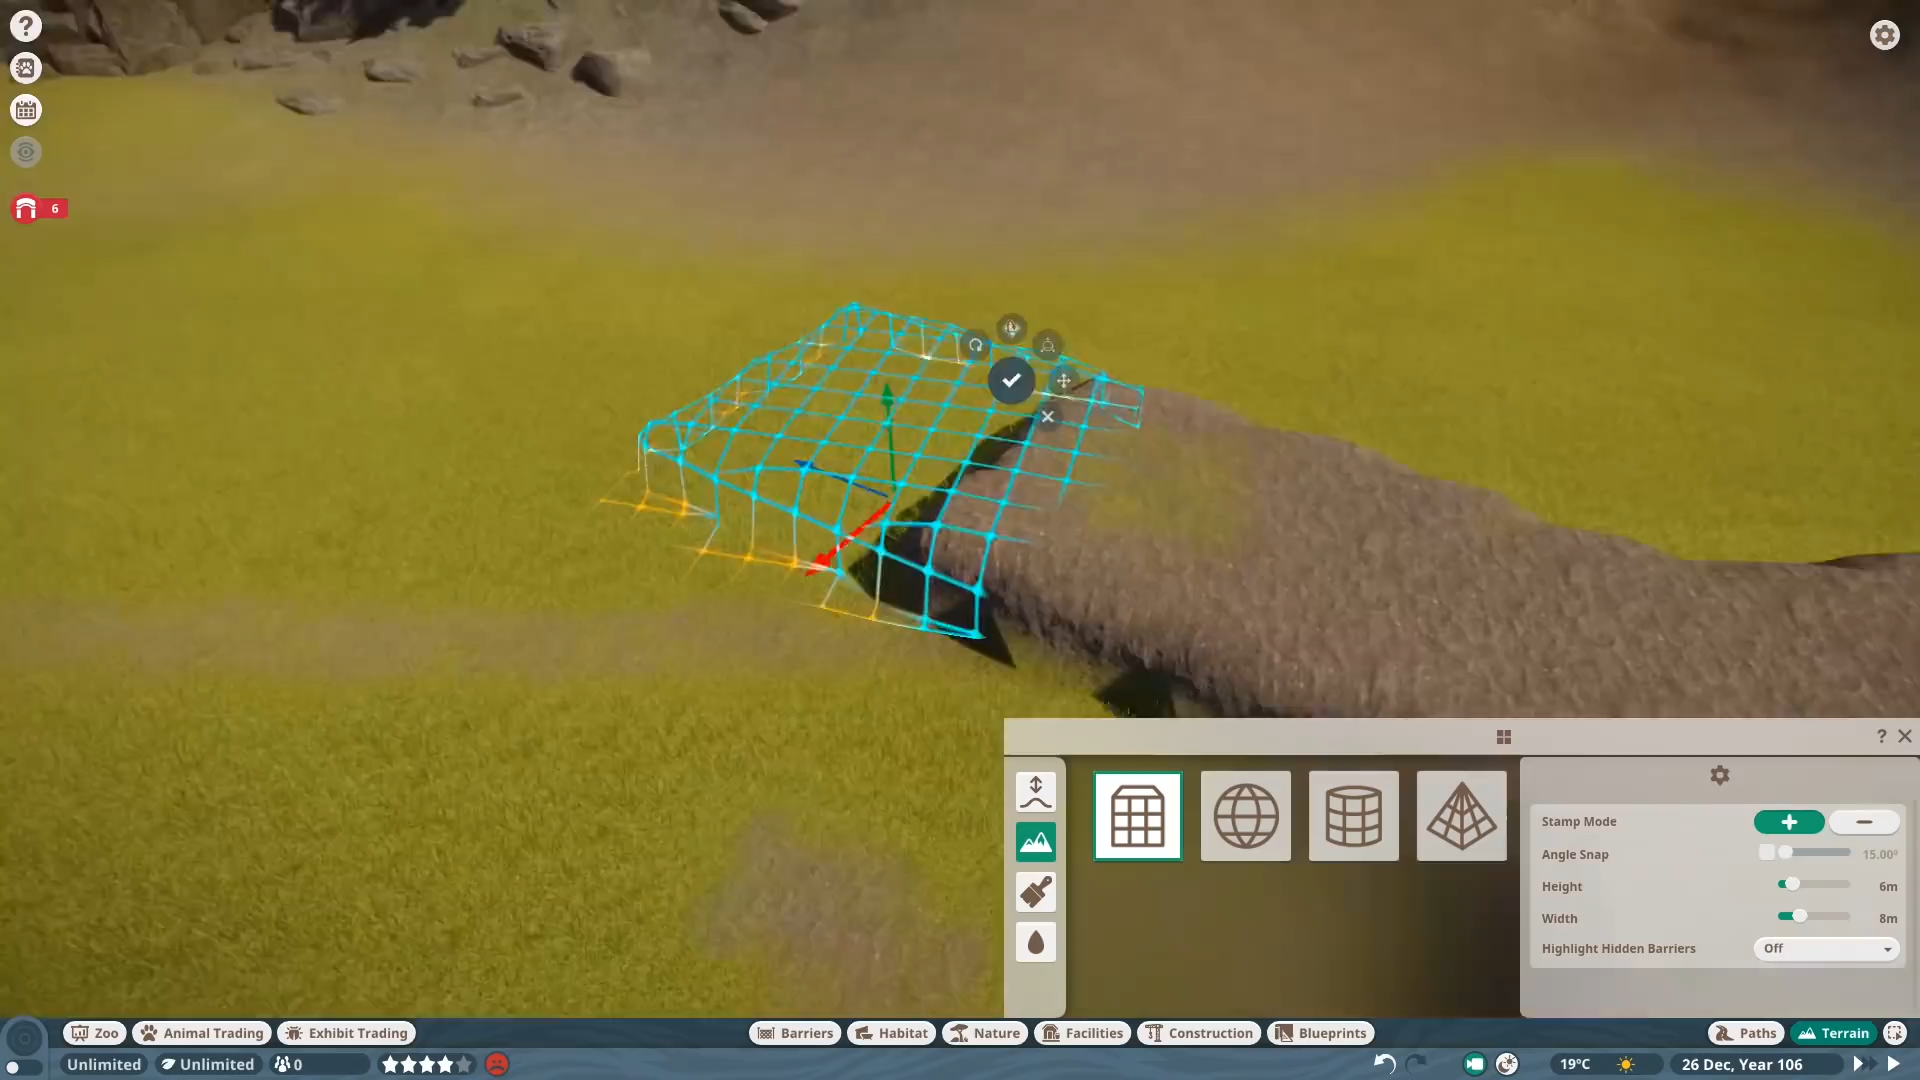 ?
6
?
Stamp Mode
Angle Snap 15.00°
Height 6m
Width 8m
Highlight Hidden Barriers Off
Zoo Animal Trading Exhibit Trading Barriers Habitat Nature Facilities Construction Blueprints Paths Terrain
Unlimited Unlimited 0 19°C 26 Dec, Year 106